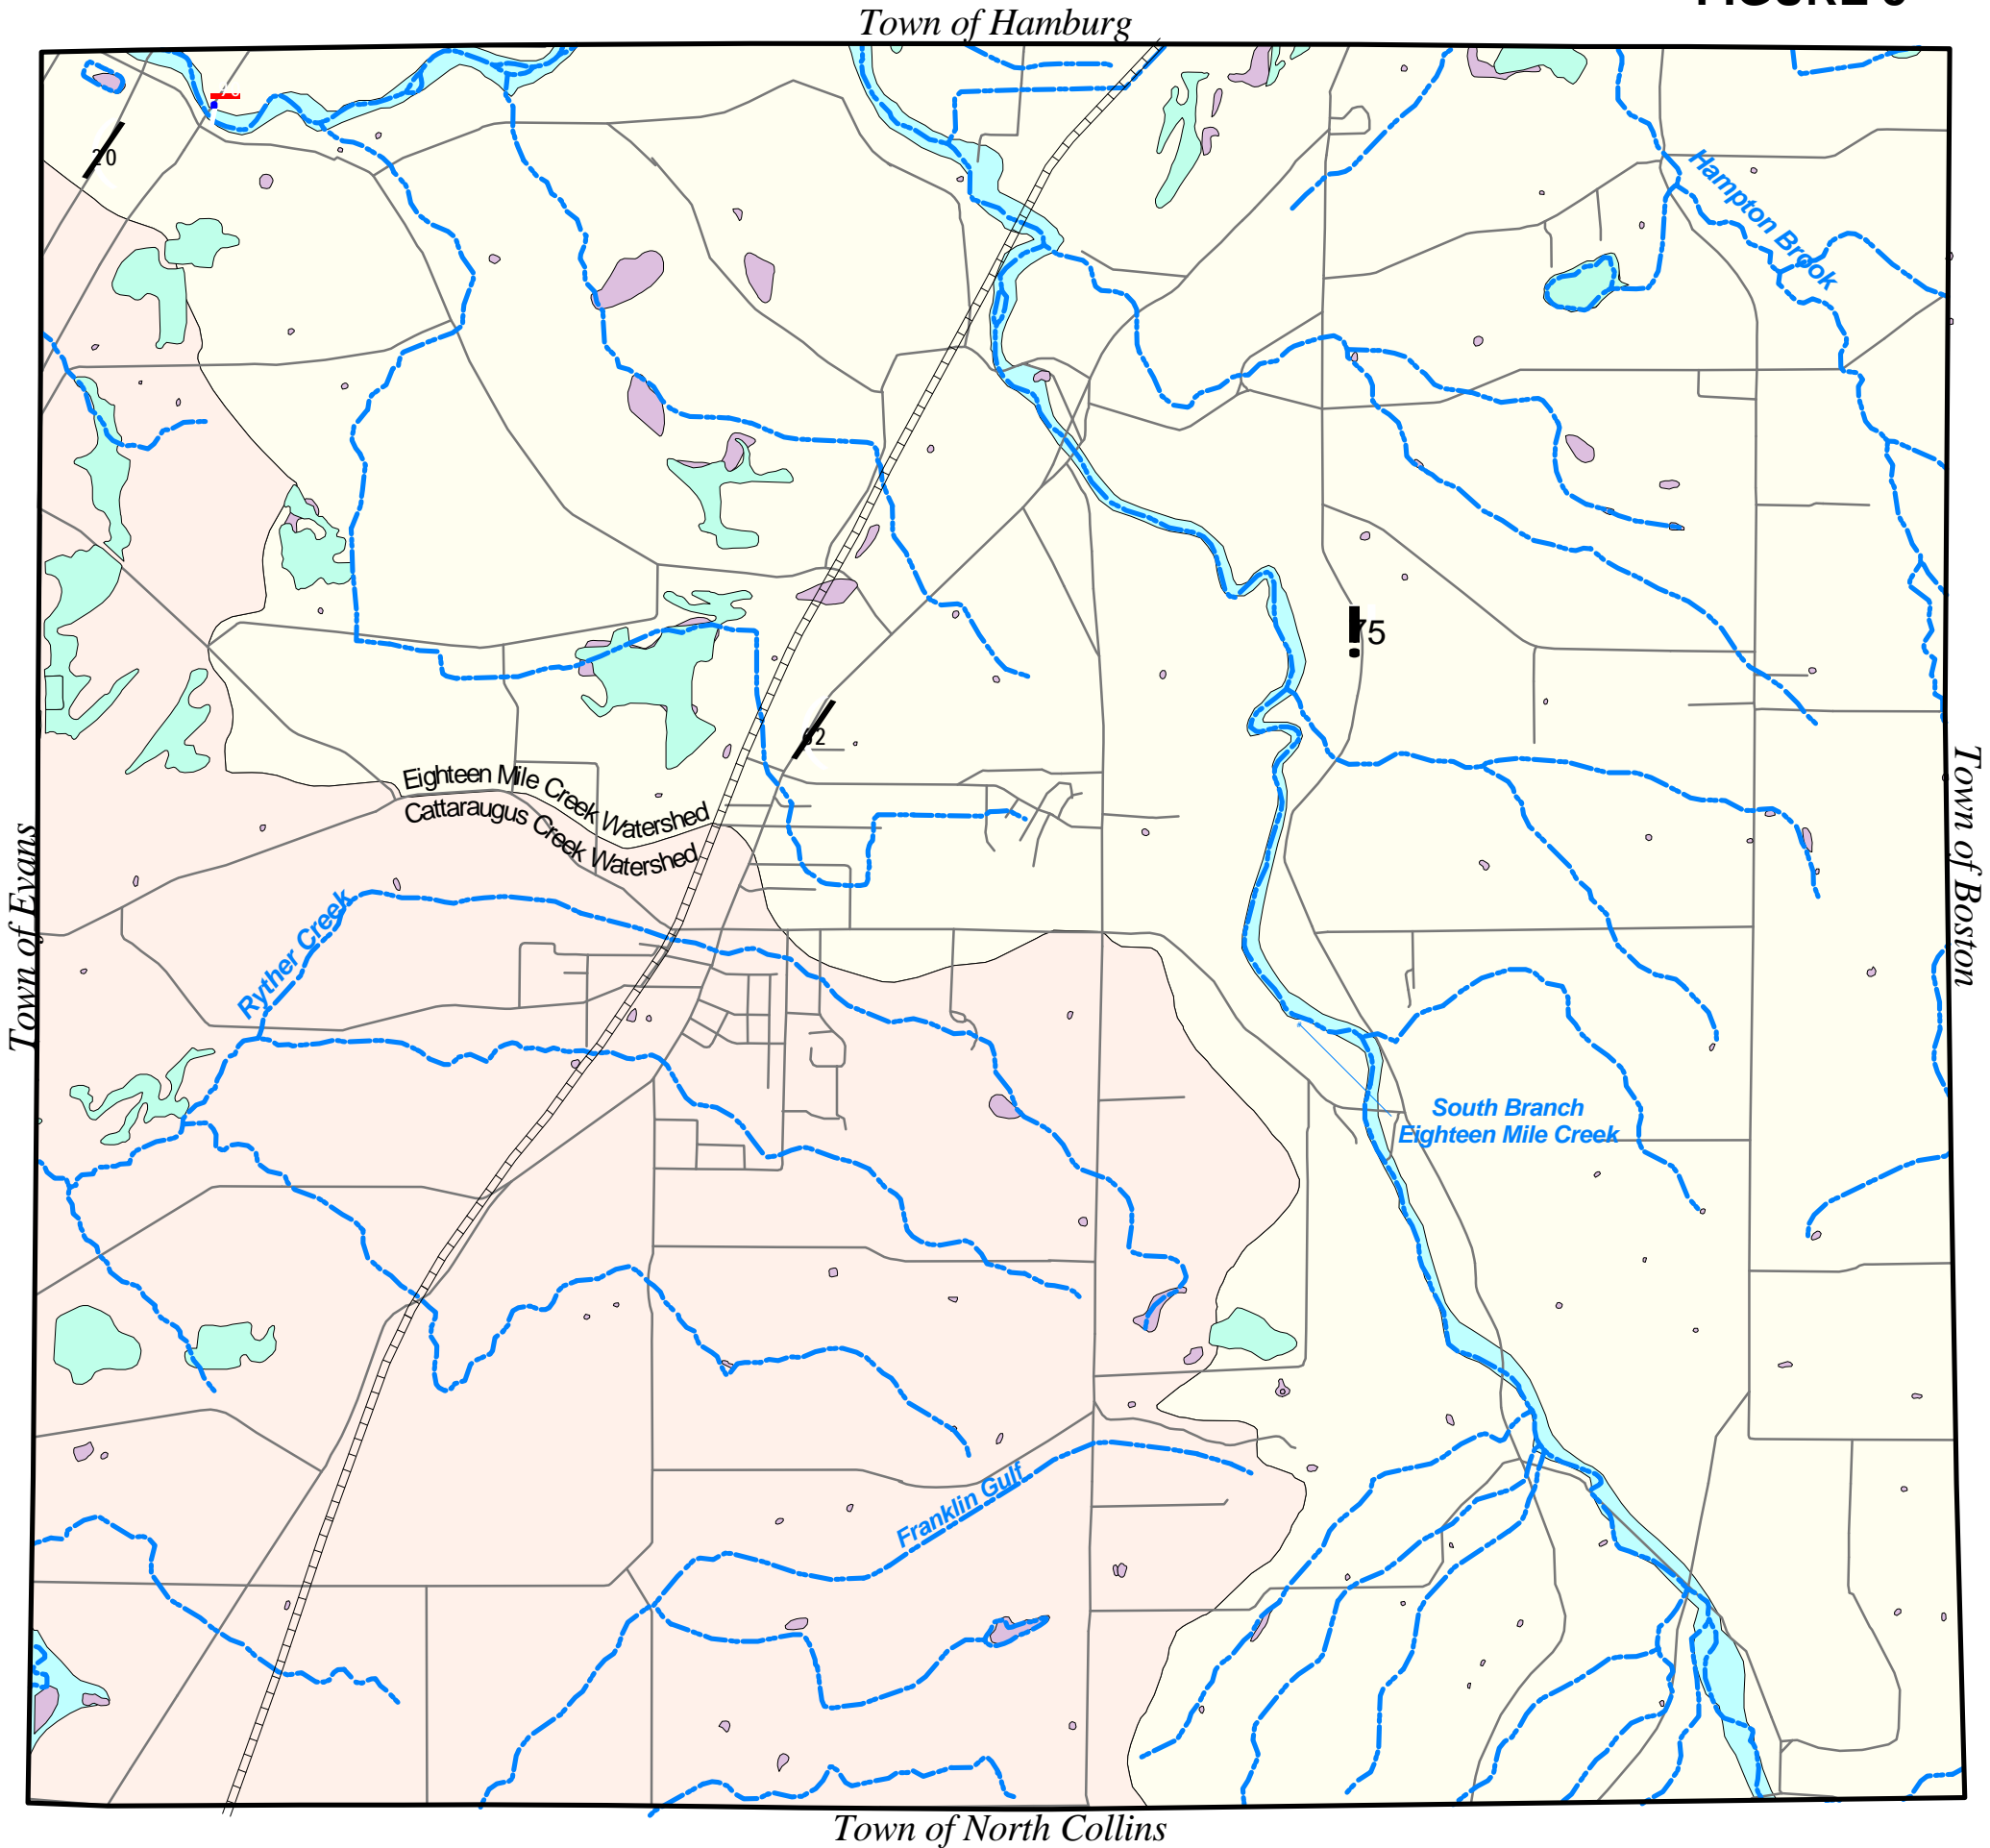 Town of Hamburg
20
Hampton Brook
75
62
Eighteen Mile Creek Watershed
Cattaraugus Creek Watershed
Town of Evans
Town of Boston
Ryther Creek
South Branch
Eighteen Mile Creek
Franklin Gulf
Town of North Collins